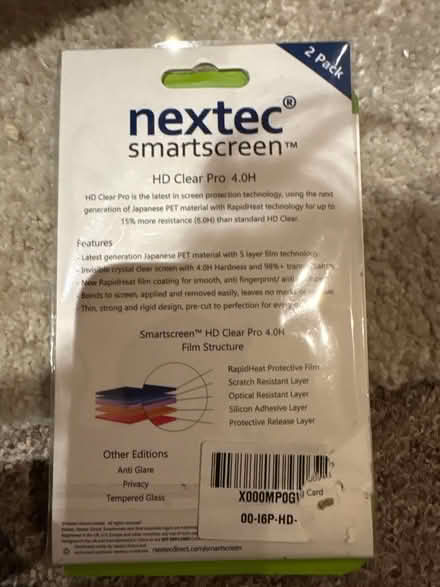 2 Pack
nextec®
smartscreen™
HD Clear Pro 4.0H
HD Clear Pro is the latest in screen protection technology, using the next
generation of Japanese PET material with RapidHeat technology for up to
15% more resistance (6.0H) than standard HD Clear.
Features
- Latest generation Japanese PET material with 5 layer film technology
- Invisible crystal clear screen with 4.0H Hardness and 98%+
- New RapidHeat film coating for smooth, anti fingerprint/
- Bonds to screen, applied and removed easily, leaves no
- Thin, strong and rigid design, pre-cut to perfection for
Smartscreen™ HD Clear Pro 4.0H
Film Structure
RapidHeat Protective Film
Scratch Resistant Layer
Optical Resistant Layer
Silicon Adhesive Layer
Protective Release Layer
Other Editions
Anti Glare
Privacy
Tempered Glass
X000MP0G
Card
00-I6P-HD-
nextecdirect.com/smartscreen